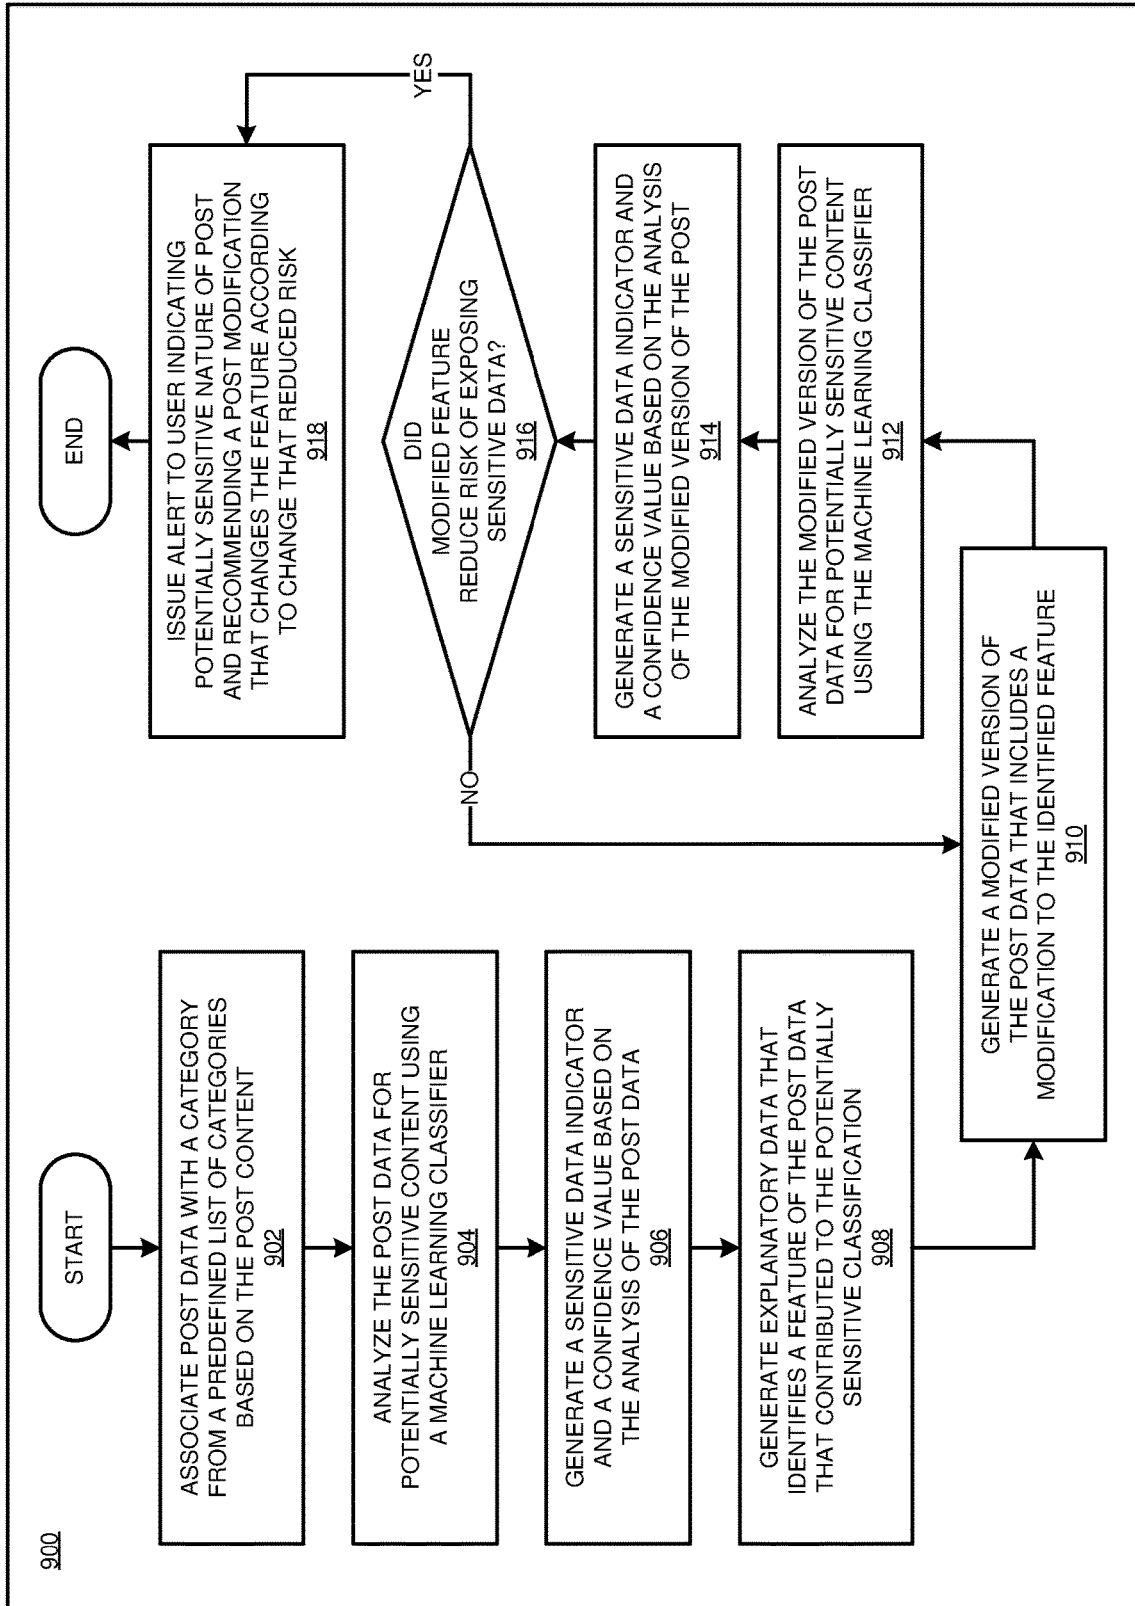 900
START
ASSOCIATE POST DATA WITH A CATEGORY
FROM A PREDEFINED LIST OF CATEGORIES
BASED ON THE POST CONTENT
902
ANALYZE THE POST DATA FOR
POTENTIALLY SENSITIVE CONTENT USING
A MACHINE LEARNING CLASSIFIER
904
GENERATE A SENSITIVE DATA INDICATOR
AND A CONFIDENCE VALUE BASED ON
THE ANALYSIS OF THE POST DATA
906
GENERATE EXPLANATORY DATA THAT
IDENTIFIES A FEATURE OF THE POST DATA
THAT CONTRIBUTED TO THE POTENTIALLY
SENSITIVE CLASSIFICATION
908
GENERATE A MODIFIED VERSION OF
THE POST DATA THAT INCLUDES A
MODIFICATION TO THE IDENTIFIED FEATURE
910
ANALYZE THE MODIFIED VERSION OF THE POST
DATA FOR POTENTIALLY SENSITIVE CONTENT
USING THE MACHINE LEARNING CLASSIFIER
912
GENERATE A SENSITIVE DATA INDICATOR AND
A CONFIDENCE VALUE BASED ON THE ANALYSIS
OF THE MODIFIED VERSION OF THE POST
914
DID
MODIFIED FEATURE
REDUCE RISK OF EXPOSING
SENSITIVE DATA?
916
NO
YES
ISSUE ALERT TO USER INDICATING
POTENTIALLY SENSITIVE NATURE OF POST
AND RECOMMENDING A POST MODIFICATION
THAT CHANGES THE FEATURE ACCORDING
TO CHANGE THAT REDUCED RISK
918
END